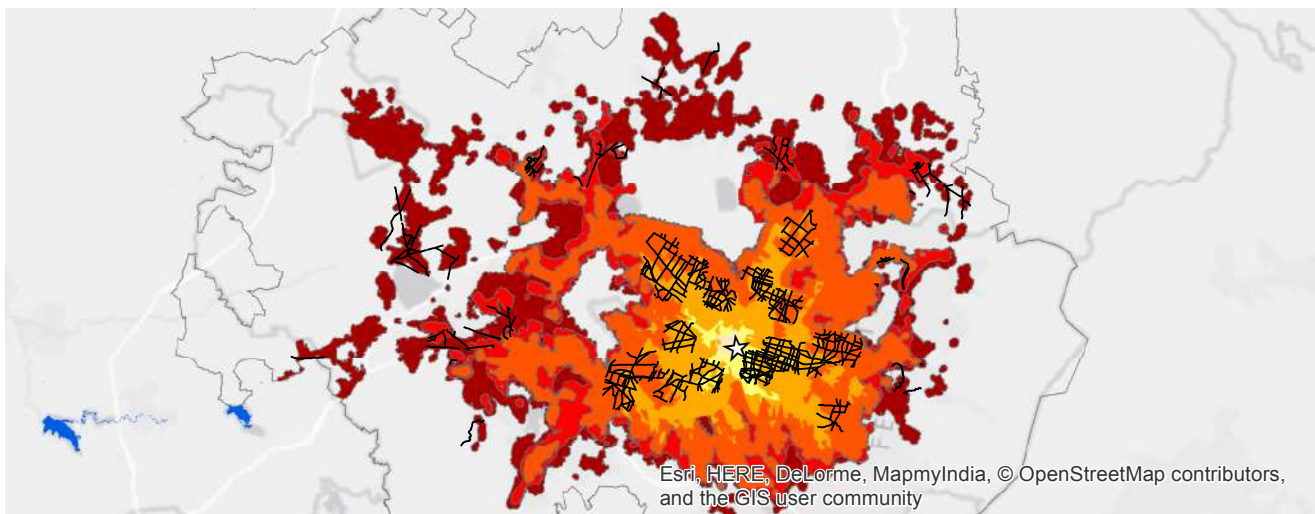 Esri, HERE, DeLorme, MapmyIndia, © OpenStreetMap contributors,
and the GIS user community